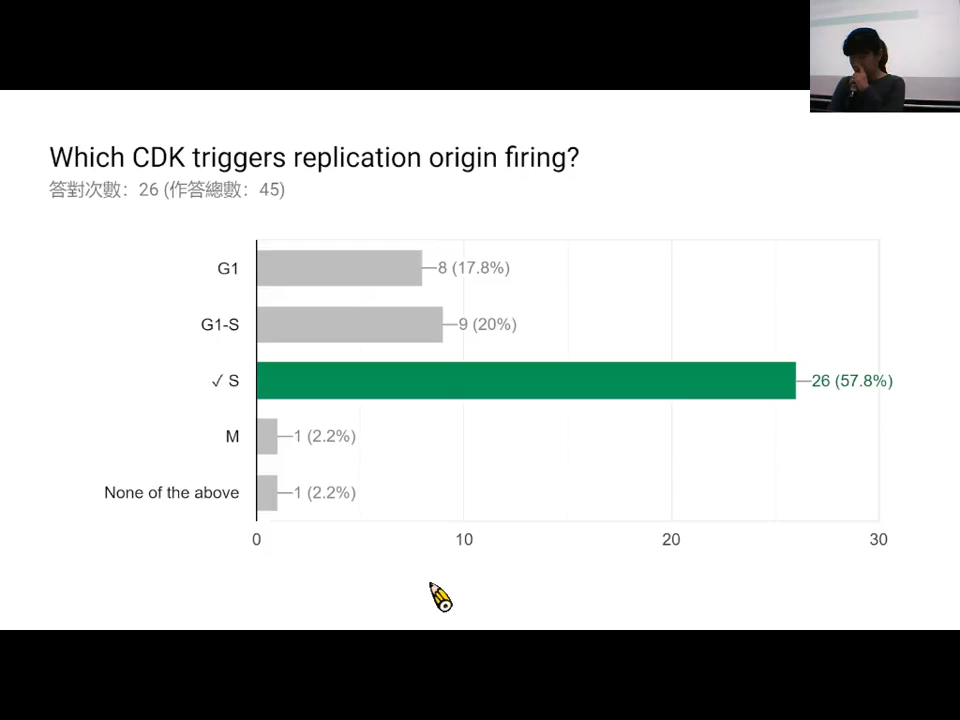 Which CDK triggers replication origin firing?
答對次數：26 (作答總數：45)
G1
8 (17.8%)
G1-S
9 (20%)
✓ S
26 (57.8%)
M
1 (2.2%)
None of the above
1 (2.2%)
0
10
20
30